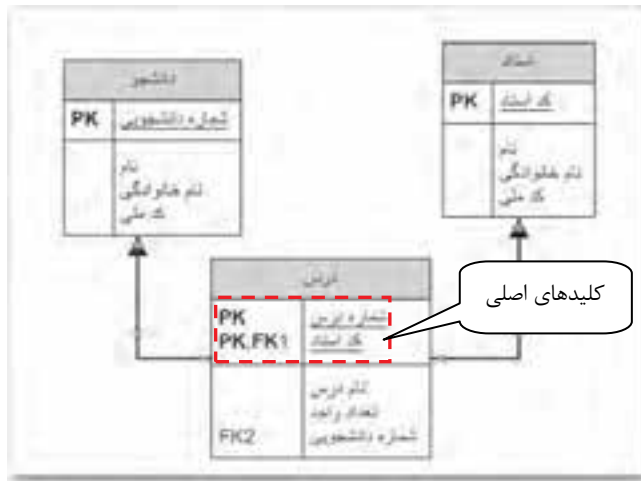 دانشجو
PK شماره دانشجویی
نام
نام خانوادگی
کد ملی
استاد
PK کد استاد
نام
نام خانوادگی
کد ملی
درس
PK شماره درس
PK,FK1 کد استاد
نام درس
تعداد واحد
FK2 شماره دانشجویی
کلیدهای اصلی